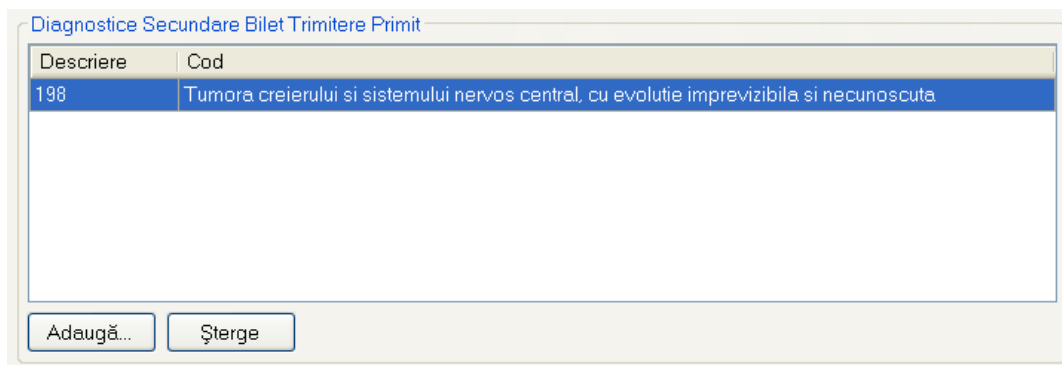 Diagnostice Secundare Bilet Trimitere Primit
Descriere Cod
198 Tumora creierului si sistemului nervos central, cu evolutie imprevizibila si necunoscuta
Adaugă... Şterge